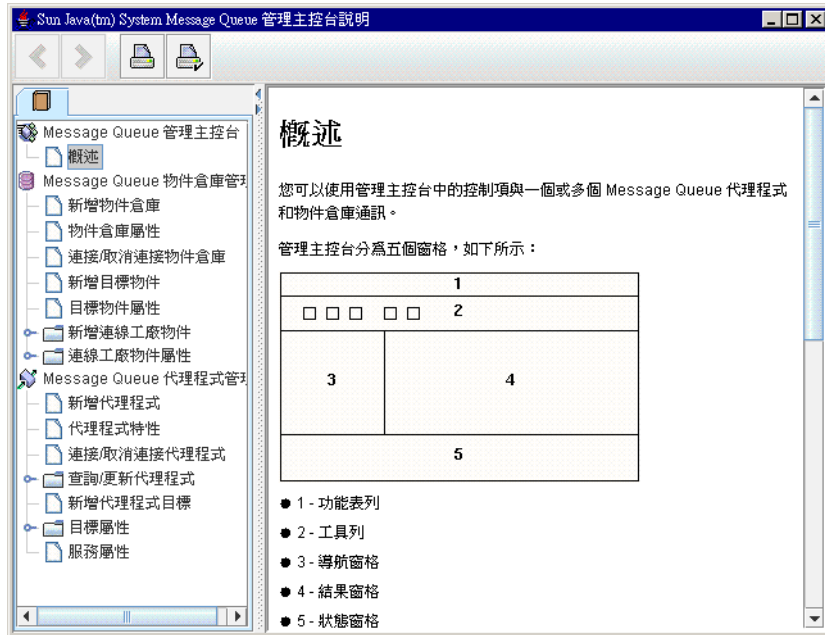 Sun Java(tm) System Message Queue 管理主控台說明
Message Queue 管理主控台
概述
Message Queue 物件倉庫管理
新增物件倉庫
物件倉庫屬性
連接/取消連接物件倉庫
新增目標物件
目標物件屬性
新增連線工廠物件
連線工廠物件屬性
Message Queue 代理程式管理
新增代理程式
代理程式特性
連接/取消連接代理程式
查詢/更新代理程式
新增代理程式目標
目標屬性
服務屬性
概述
您可以使用管理主控台中的控制項與一個或多個 Message Queue 代理程式
和物件倉庫通訊。
管理主控台分為五個窗格，如下所示：
1
2
3
4
5
1 - 功能表列
2 - 工具列
3 - 導航窗格
4 - 結果窗格
5 - 狀態窗格